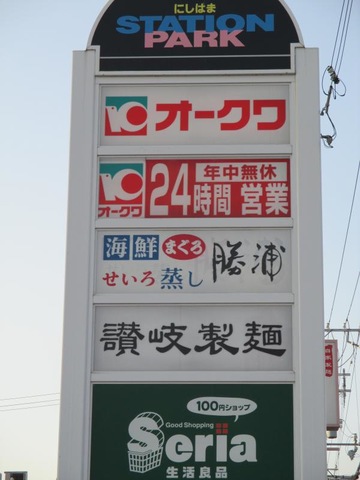 にしはま
STATION
PARK
オークワ
オークワ
年中無休
24時間 営業
海鮮 まぐろ
せいろ蒸し
勝浦
讃岐製麺
100円ショップ
Good Shopping
Seria
生活良品